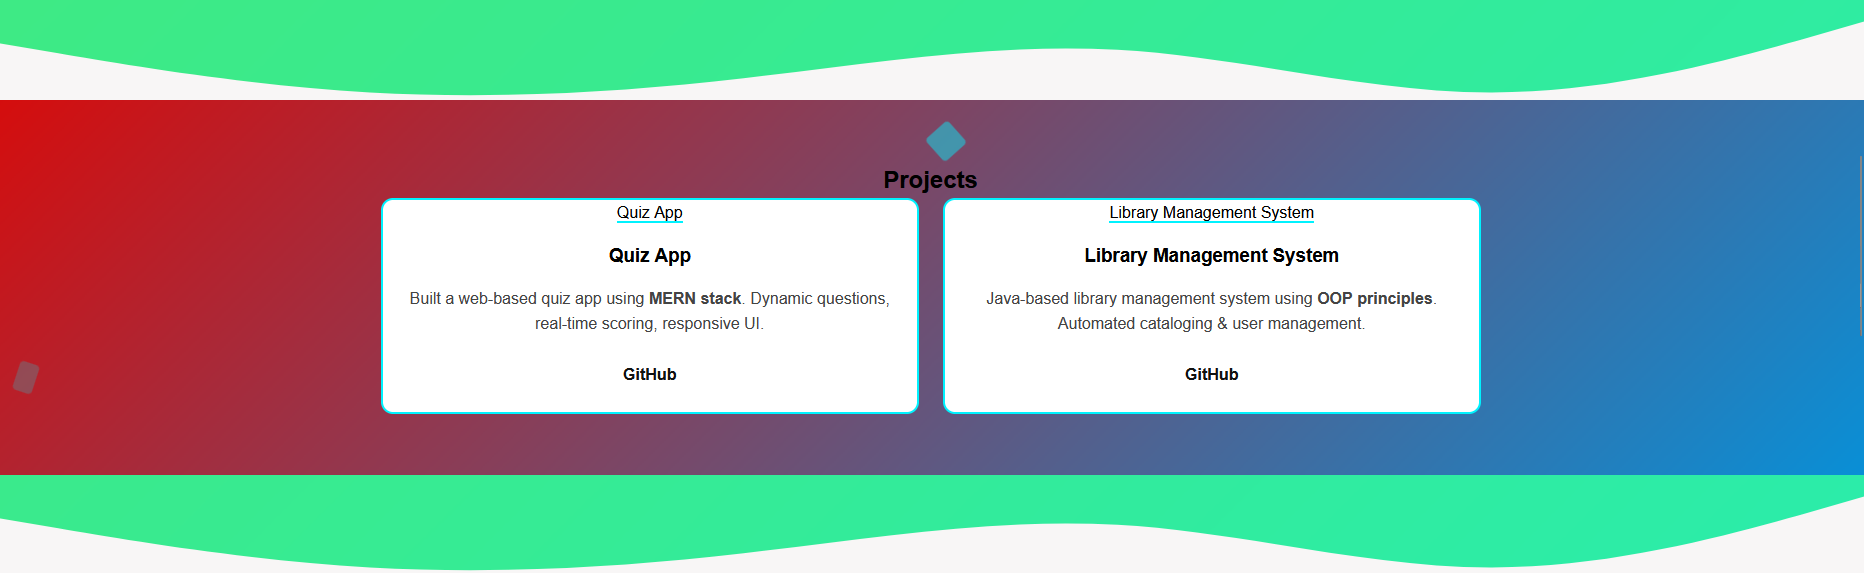 Projects
Quiz App
Quiz App
Built a web-based quiz app using MERN stack. Dynamic questions,
real-time scoring, responsive UI.
GitHub
Library Management System
Library Management System
Java-based library management system using OOP principles.
Automated cataloging & user management.
GitHub